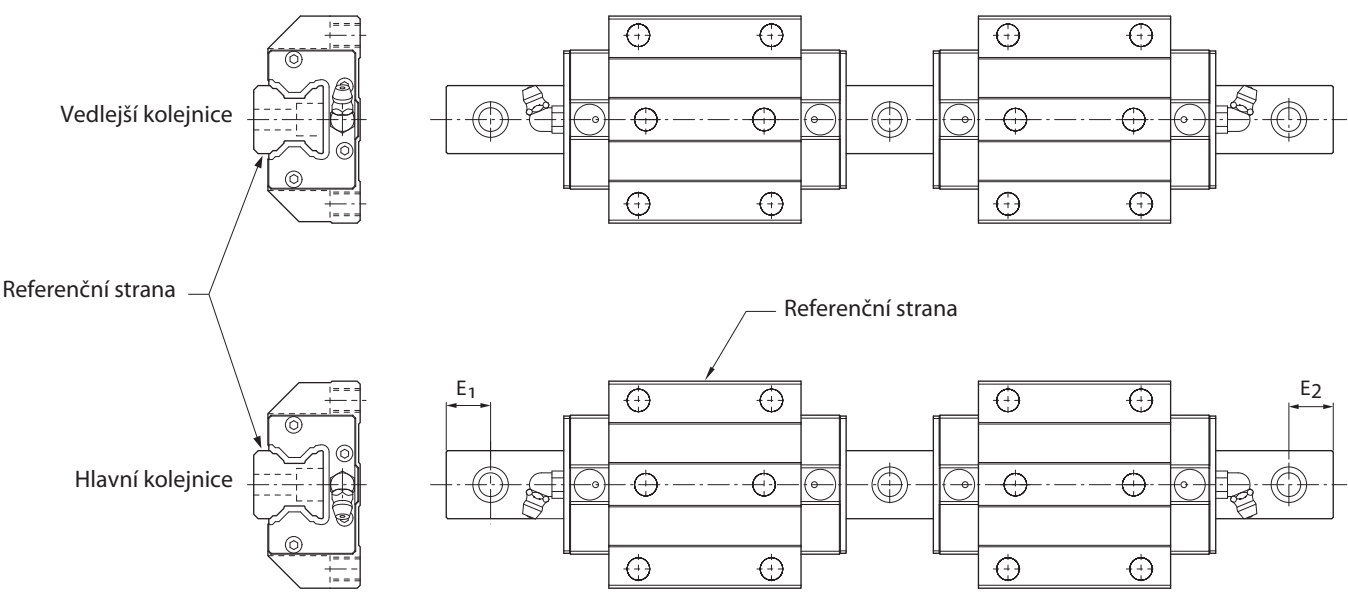 Vedlejší kolejnice
Referenční strana
Referenční strana
E1
E2
Hlavní kolejnice